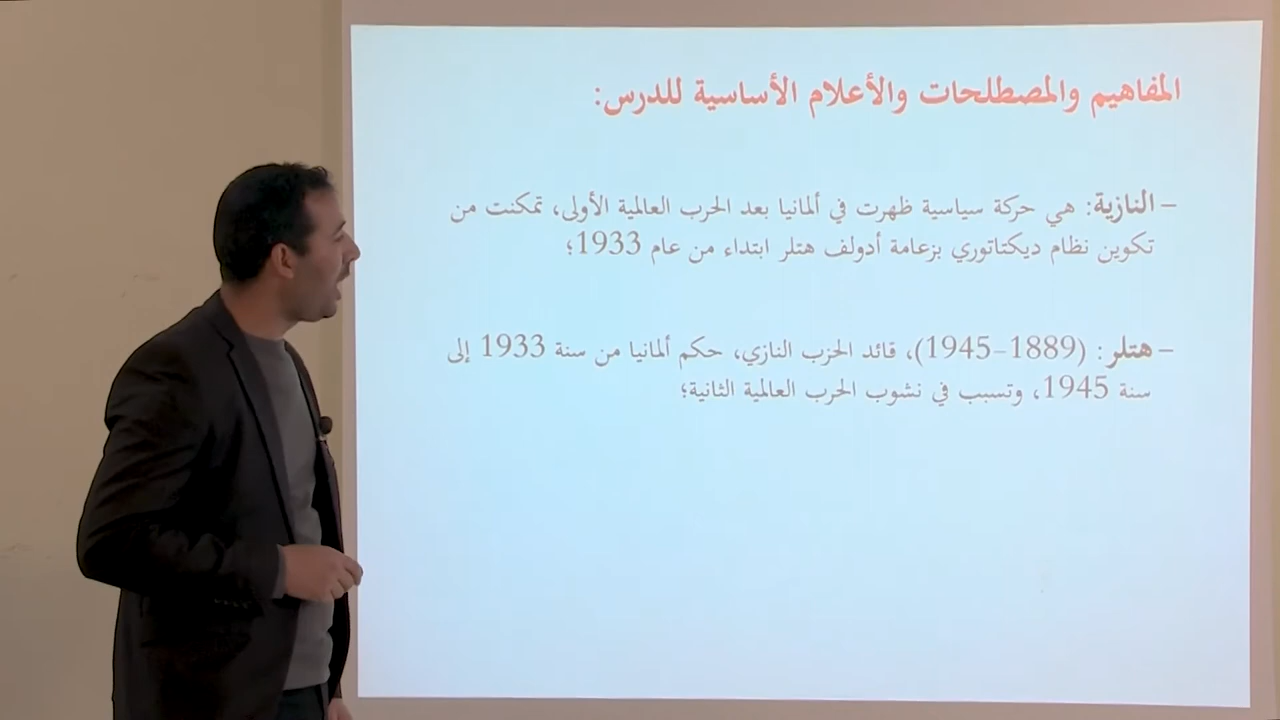 المفاهيم والمصطلحات والأعلام الأساسية للدرس:
– النازية: هي حركة سياسية ظهرت في ألمانيا بعد الحرب العالمية الأولى، تمكنت من
تكوين نظام ديكتاتوري بزعامة أدولف هتلر ابتداء من عام 1933؛
– هتلر: (1889–1945)، قائد الحزب النازي، حكم ألمانيا من سنة 1933 إلى
سنة 1945، وتسبب في نشوب الحرب العالمية الثانية؛